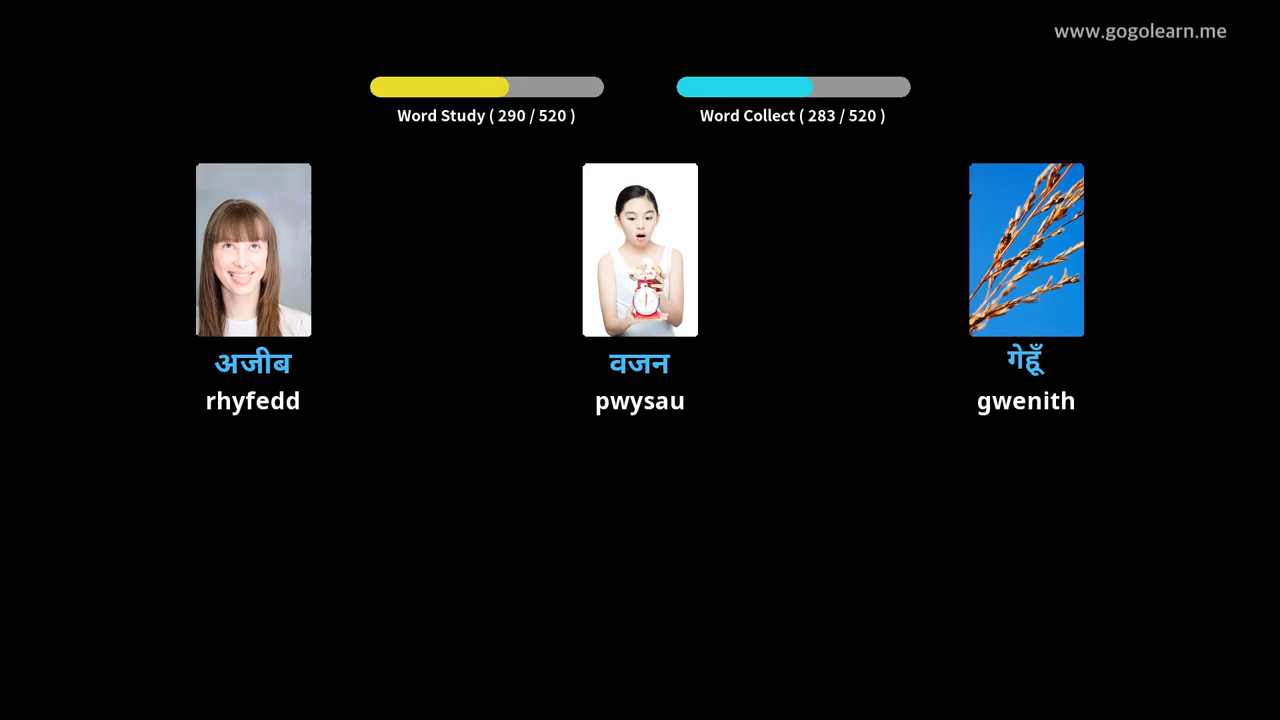 www.gogolearn.me
Word Study ( 290 / 520 )
Word Collect ( 283 / 520 )
अजीब
वजन
गेहूँ
rhyfedd
pwysau
gwenith